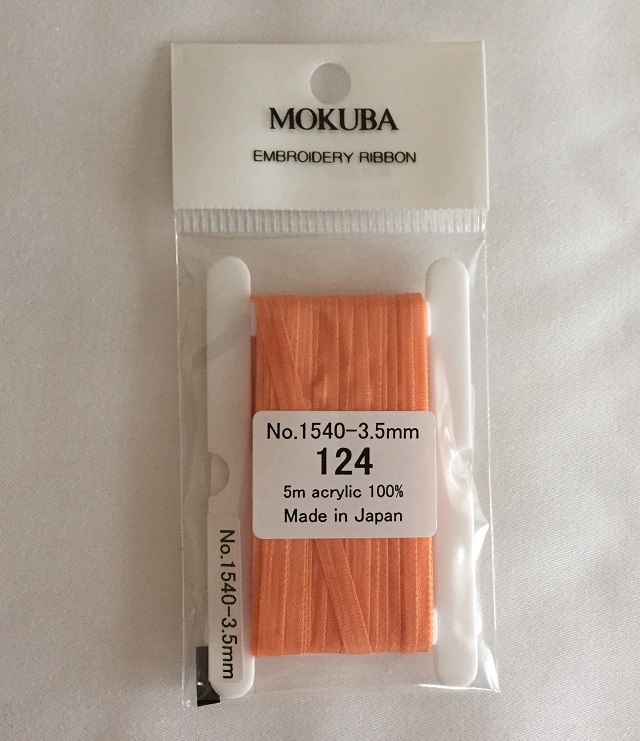 MOKUBA
EMBROIDERY RIBBON
No.1540-3.5mm
124
5m acrylic 100%
Made in Japan
No.1540-3.5mm